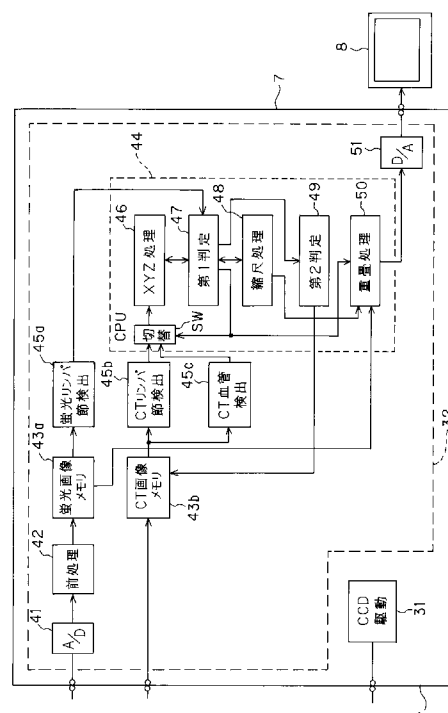 41
A/D
42
前処理
43a
蛍光画像
メモリ
45a
蛍光リンパ
節検出
43b
CT画像
メモリ
45b
CTリンパ
節検出
45c
CT血管
検出
CPU
切替
SW
44
46
XYZ処理
47
第1判定
48
縮尺処理
49
第2判定
50
重畳処理
51
D/A
7
8
31
CCD
駆動
32